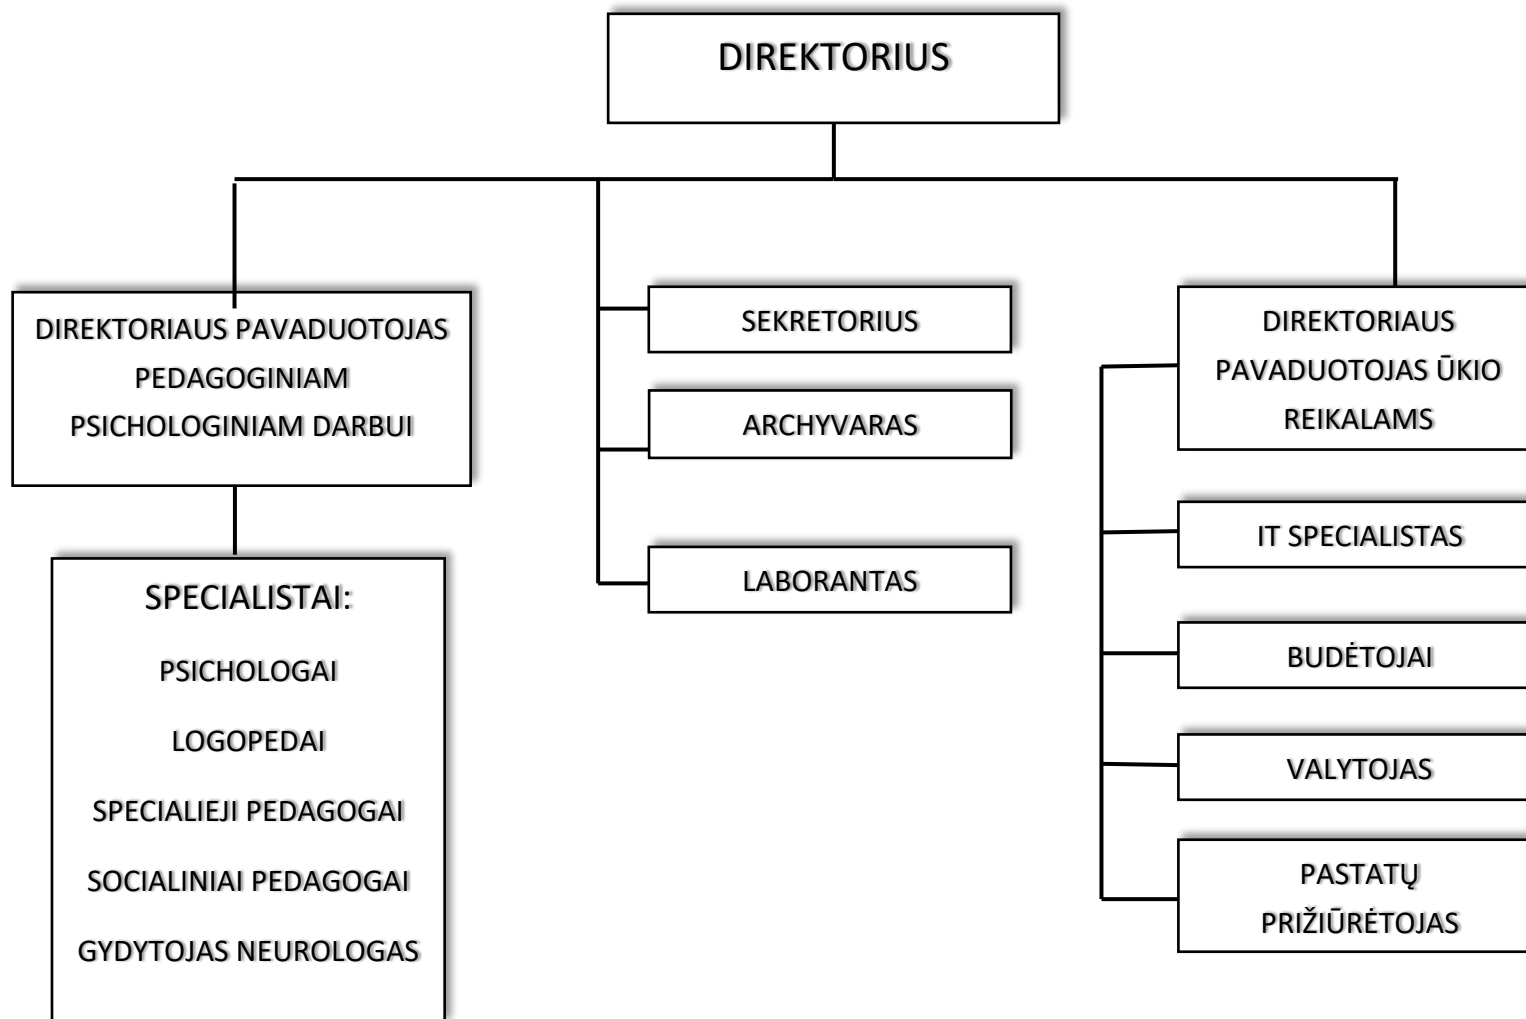 DIREKTORIUS
DIREKTORIAUS PAVADUOTOJAS
PEDAGOGINIAM
PSICHOLOGINIAM DARBUI
SPECIALISTAI:
PSICHOLOGAI
LOGOPEDAI
SPECIALIEJI PEDAGOGAI
SOCIALINIAI PEDAGOGAI
GYDYTOJAS NEUROLOGAS
SEKRETORIUS
ARCHYVARAS
LABORANTAS
DIREKTORIAUS
PAVADUOTOJAS ŪKIO
REIKALAMS
IT SPECIALISTAS
BUDĖTOJAI
VALYTOJAS
PASTATŲ
PRIŽIŪRĖTOJAS